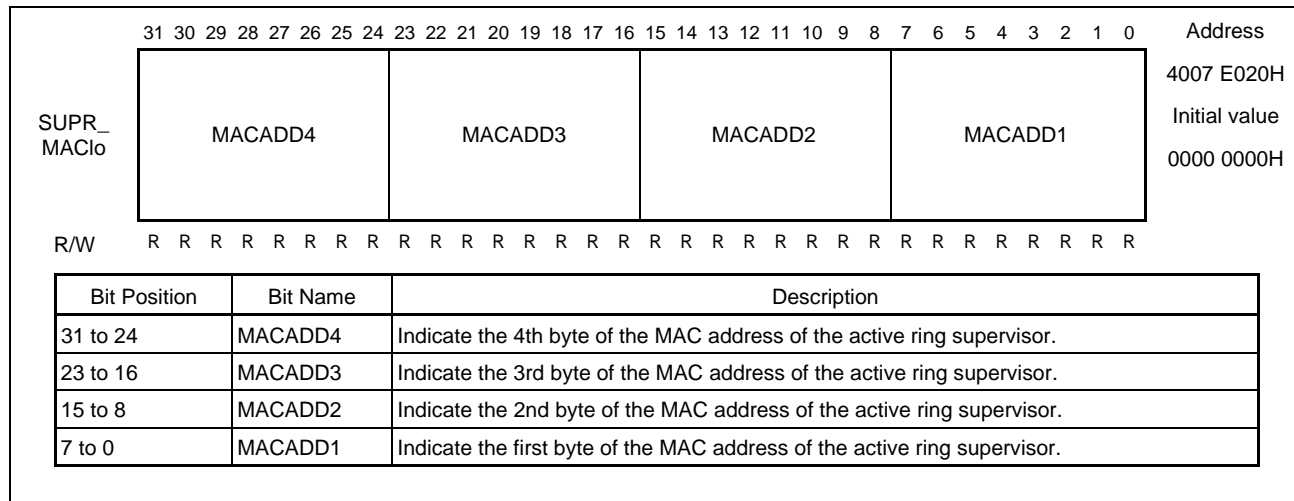 31 30 29 28 27 26 25 24 23 22 21 20 19 18 17 16 15 14 13 12 11 10 9 8 7 6 5 4 3 2 1 0 Address
4007 E020H
SUPR_
MAClo
MACADD4 MACADD3 MACADD2 MACADD1
Initial value
0000 0000H
R/W R R R R R R R R R R R R R R R R R R R R R R R R R R R R R R R R
Bit Position Bit Name Description
31 to 24 MACADD4 Indicate the 4th byte of the MAC address of the active ring supervisor.
23 to 16 MACADD3 Indicate the 3rd byte of the MAC address of the active ring supervisor.
15 to 8 MACADD2 Indicate the 2nd byte of the MAC address of the active ring supervisor.
7 to 0 MACADD1 Indicate the first byte of the MAC address of the active ring supervisor.